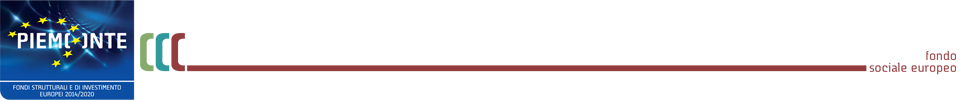 PIEMONTE
FONDI STRUTTURALI E DI INVESTIMENTO
EUROPEI 2014/2020
fondo
sociale europeo